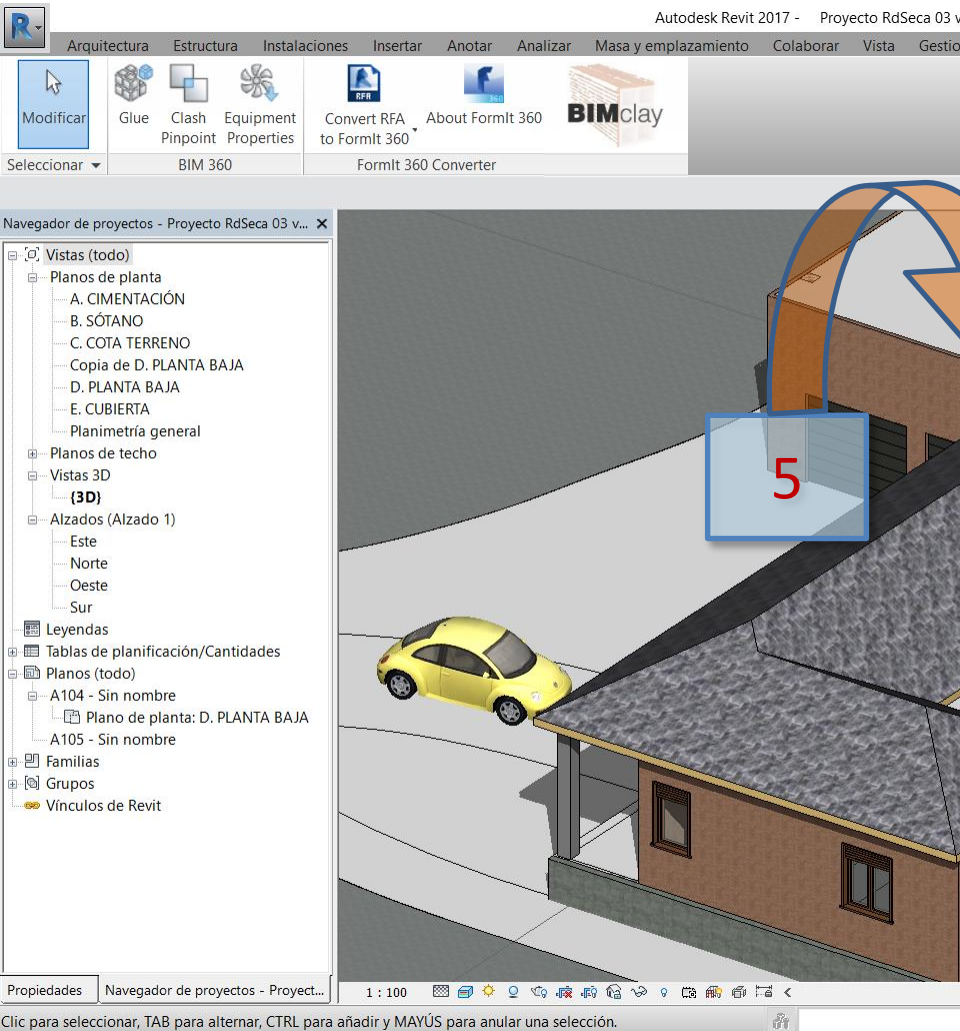 Autodesk Revit 2017 - Proyecto RdSeca 03 v
R
Arquitectura Estructura Instalaciones Insertar Anotar Analizar Masa y emplazamiento Colaborar Vista Gestio
Modificar
Glue
Clash
Pinpoint
Equipment
Properties
RFR
Convert RFA
to FormIt 360
360
About FormIt 360
BIMclay
Seleccionar
BIM 360
FormIt 360 Converter
Navegador de proyectos - Proyecto RdSeca 03 v...
Vistas (todo)
Planos de planta
A. CIMENTACIÓN
B. SÓTANO
C. COTA TERRENO
Copia de D. PLANTA BAJA
D. PLANTA BAJA
E. CUBIERTA
Planimetría general
Planos de techo
Vistas 3D
{3D}
Alzados (Alzado 1)
Este
Norte
Oeste
Sur
Leyendas
Tablas de planificación/Cantidades
Planos (todo)
A104 - Sin nombre
Plano de planta: D. PLANTA BAJA
A105 - Sin nombre
Familias
Grupos
Vínculos de Revit
5
Propiedades
Navegador de proyectos - Proyect...
1 : 100
Clic para seleccionar, TAB para alternar, CTRL para añadir y MAYÚS para anular una selección.